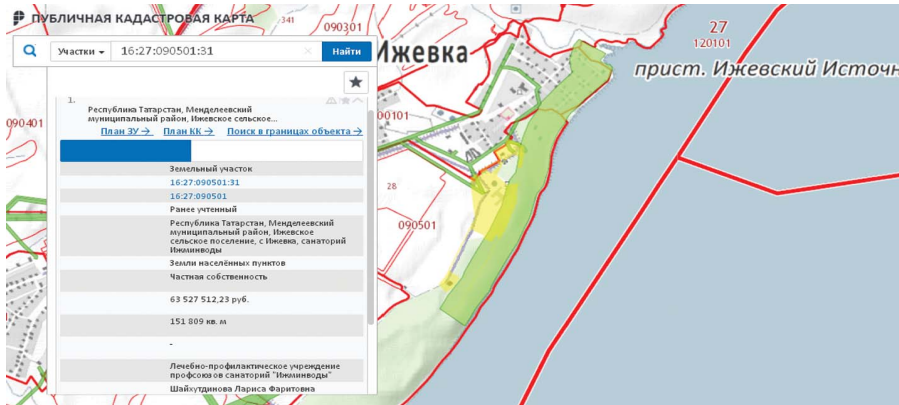 ПУБЛИЧНАЯ КАДАСТРОВАЯ КАРТА
341
090301
27
120101
Участки
16:27:090501:31
×
Найти
Ижевка
прист. Ижевский Источн
1.
Республика Татарстан, Менделеевский
муниципальный район, Ижевское сельское...
План ЗУ →
План КК →
Поиск в границах объекта →
090401
00101
28
090501
Земельный участок
16:27:090501:31
16:27:090501
Ранее учтенный
Республика Татарстан, Менделеевский
муниципальный район, Ижевское
сельское поселение, с Ижевка, санаторий
Ижминводы
Земли населённых пунктов
Частная собственность
63 527 512,23 руб.
151 809 кв. м
-
Лечебно-профилактическое учреждение
профсоюзов санаторий "Ижминводы"
Шайхутдинова Лариса Фаритовна